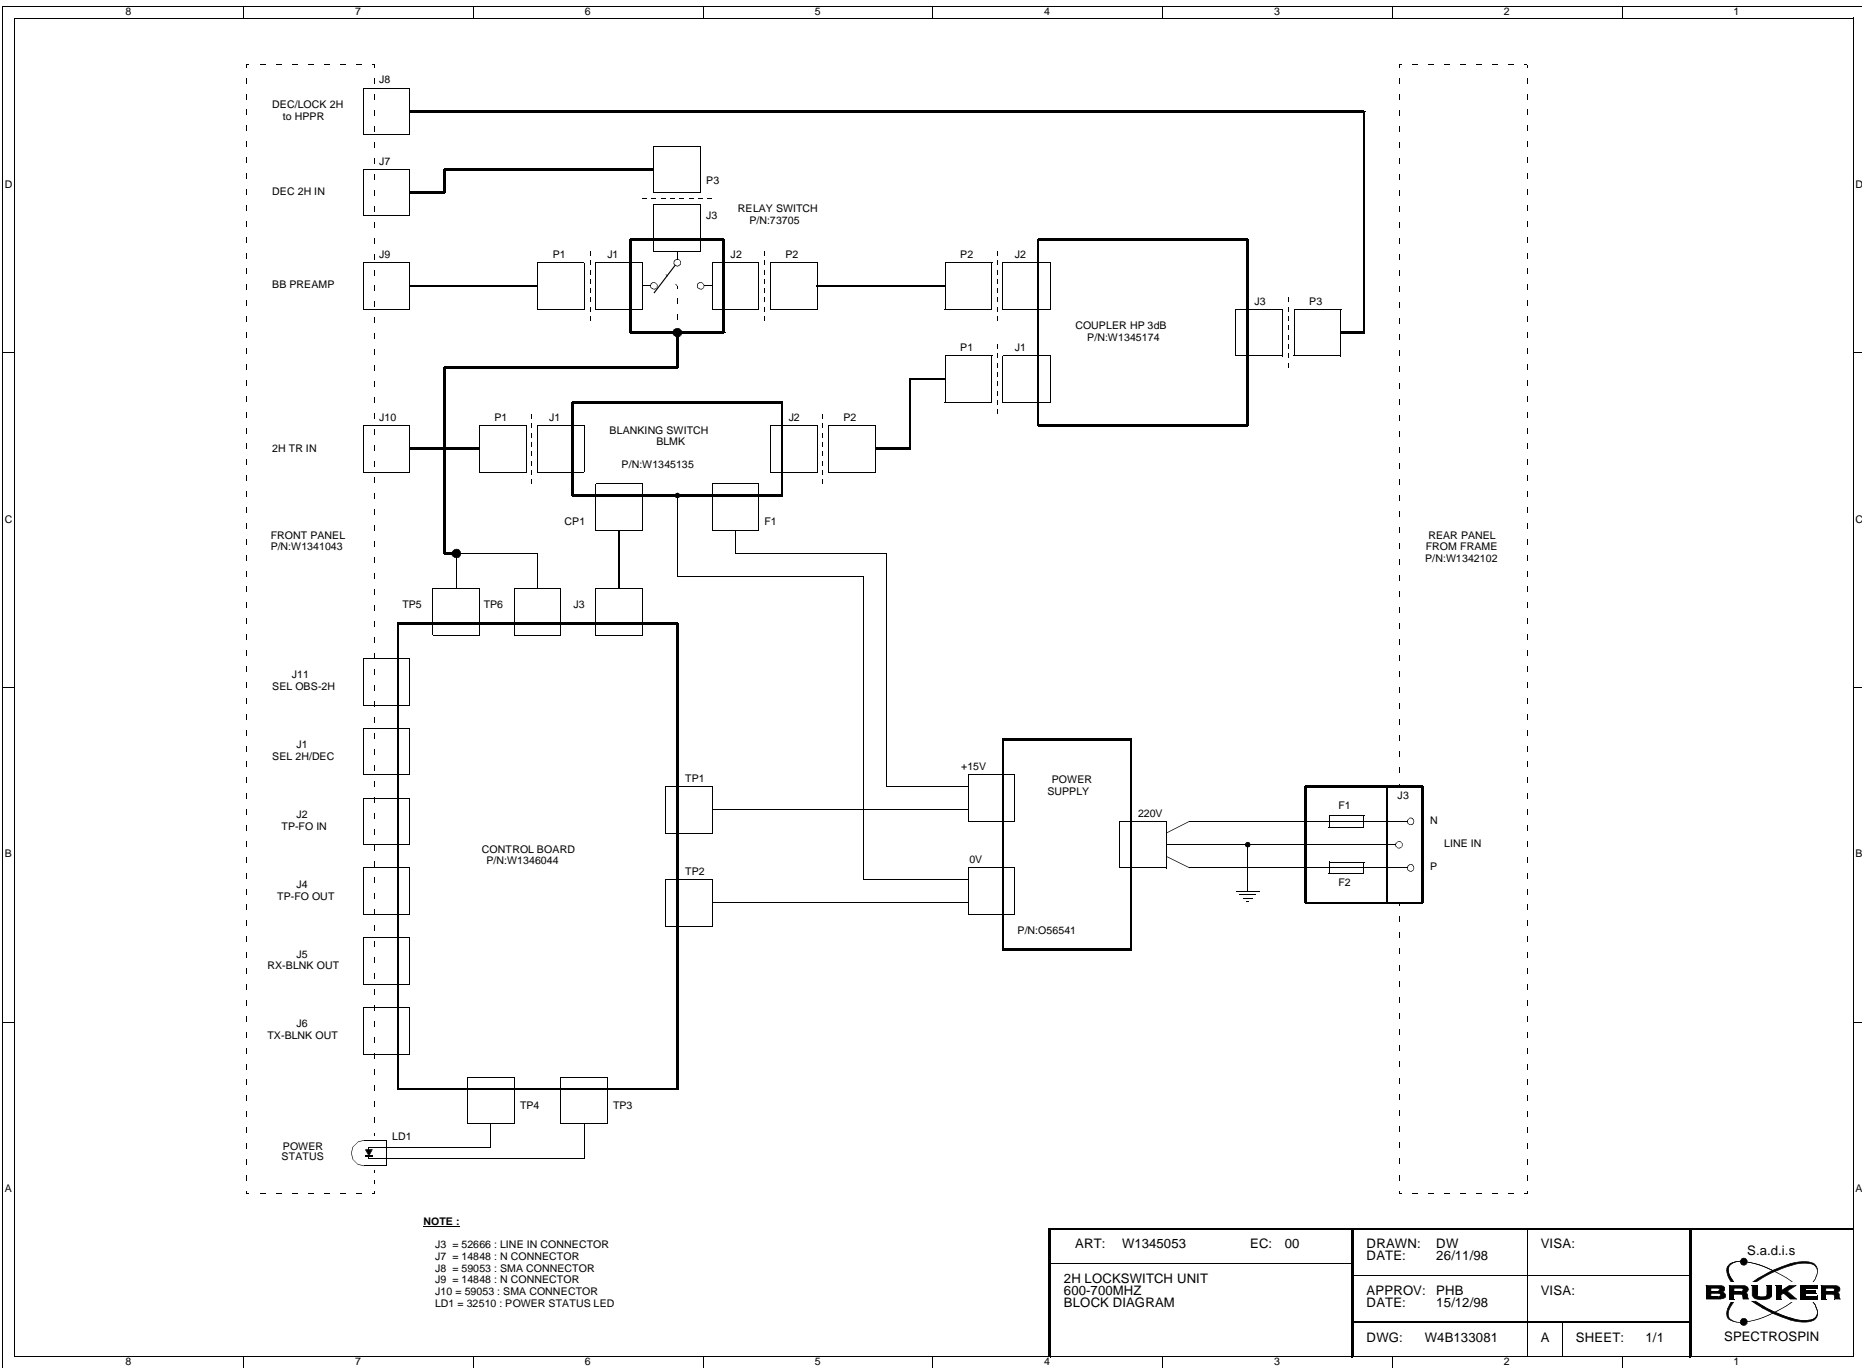 8 7 6 5 4 3 2 1
D
C
B
A
D
C
B
A
J8
DEC/LOCK 2H
to HPPR
J7
DEC 2H IN
P3
J3
RELAY SWITCH
P/N:73705
J9
BB PREAMP
P1
J1
J2
P2
P2
J2
COUPLER HP 3dB
P/N:W1345174
J3
P3
P1
J1
J10
2H TR IN
P1
J1
BLANKING SWITCH
BLMK
P/N:W1345135
J2
P2
CP1
F1
FRONT PANEL
P/N:W1341043
REAR PANEL
FROM FRAME
P/N:W1342102
TP5
TP6
J3
J11
SEL OBS-2H
J1
SEL 2H/DEC
J2
TP-FO IN
J4
TP-FO OUT
J5
RX-BLNK OUT
J6
TX-BLNK OUT
CONTROL BOARD
P/N:W1346044
TP1
TP2
+15V
0V
POWER
SUPPLY
P/N:O56541
220V
F1
F2
J3
N
LINE IN
P
TP4
TP3
LD1
POWER
STATUS
NOTE :
J3 = 52666 : LINE IN CONNECTOR
J7 = 14848 : N CONNECTOR
J8 = 59053 : SMA CONNECTOR
J9 = 14848 : N CONNECTOR
J10 = 59053 : SMA CONNECTOR
LD1 = 32510 : POWER STATUS LED
ART: W1345053 EC: 00
2H LOCKSWITCH UNIT
600-700MHZ
BLOCK DIAGRAM
DRAWN: DW
DATE: 26/11/98
VISA:
APPROV: PHB
DATE: 15/12/98
VISA:
DWG: W4B133081 A SHEET: 1/1
S.a.d.i.s
BRUKER
SPECTROSPIN
8 7 6 5 4 3 2 1